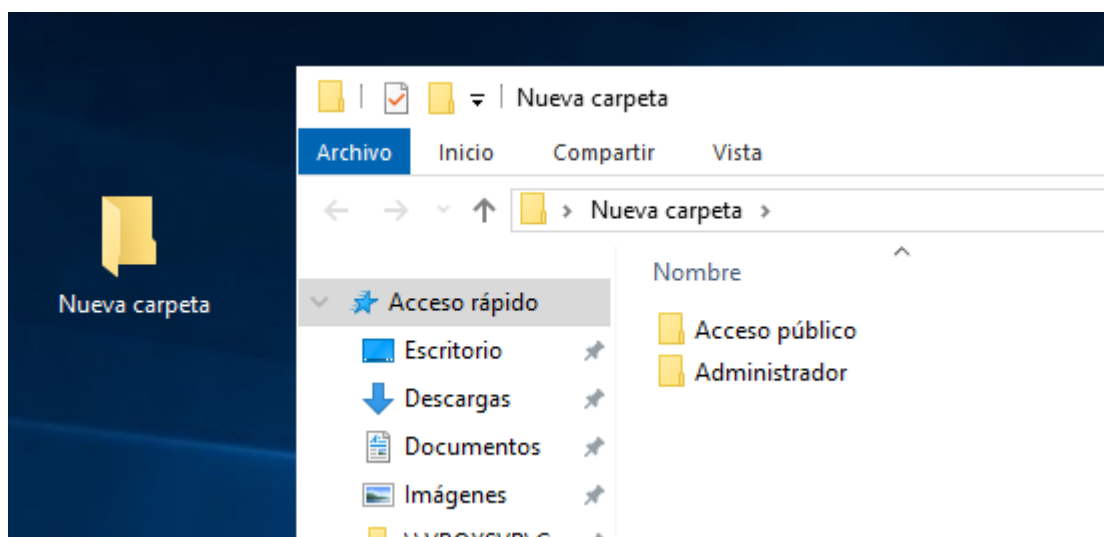 Nueva carpeta
Archivo Inicio Compartir Vista
Nueva carpeta
Nueva carpeta
Nombre
Acceso rápido
Escritorio
Descargas
Documentos
Imágenes
Acceso público
Administrador